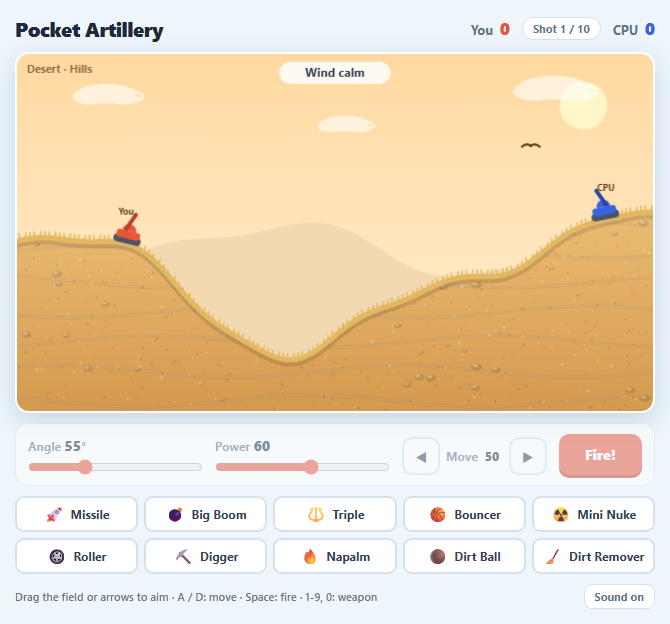 Pocket Artillery
You 0
Shot 1 / 10
CPU 0
Desert · Hills
Wind calm
You
CPU
Angle 55°
Power 60
◀ Move 50 ▶
Fire!
Missile
Big Boom
Triple
Bouncer
Mini Nuke
Roller
Digger
Napalm
Dirt Ball
Dirt Remover
Drag the field or arrows to aim · A / D: move · Space: fire · 1-9, 0: weapon
Sound on